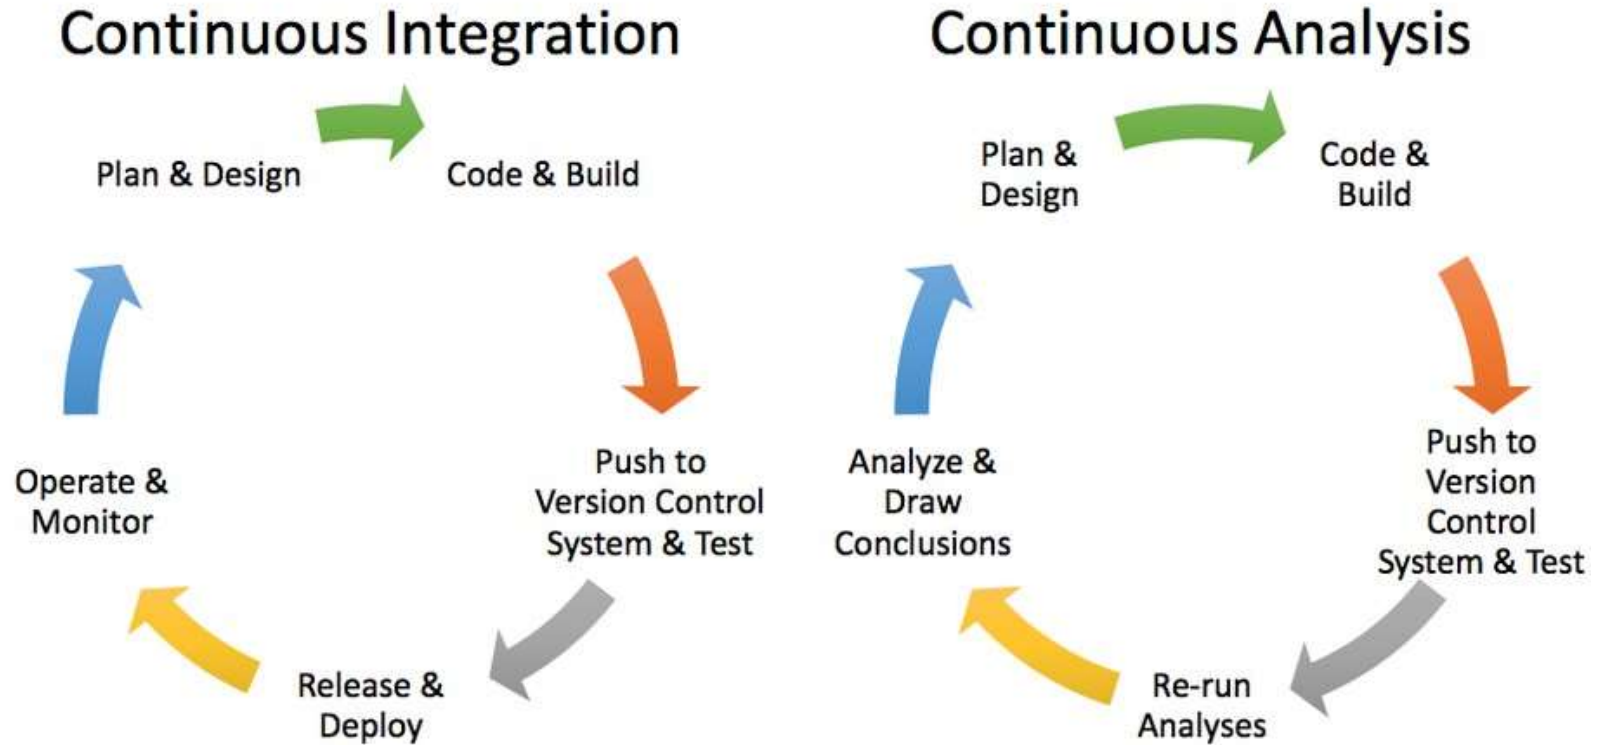 Continuous Integration
Plan & Design
Code & Build
Push to
Version Control
System & Test
Release &
Deploy
Operate &
Monitor
Continuous Analysis
Plan &
Design
Code &
Build
Push to
Version
Control
System & Test
Re-run
Analyses
Analyze &
Draw
Conclusions